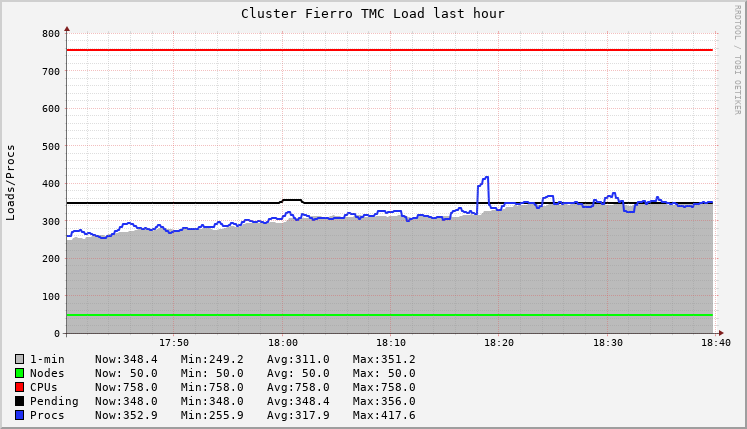 Cluster Fierro TMC Load last hour
RRDTOOL / TOBI OETIKER
Loads/Procs
800
700
600
500
400
300
200
100
0
17:50 18:00 18:10 18:20 18:30 18:40
1-min Now:348.4 Min:249.2 Avg:311.0 Max:351.2
Nodes Now: 50.0 Min: 50.0 Avg: 50.0 Max: 50.0
CPUs Now:758.0 Min:758.0 Avg:758.0 Max:758.0
Pending Now:348.0 Min:348.0 Avg:348.4 Max:356.0
Procs Now:352.9 Min:255.9 Avg:317.9 Max:417.6